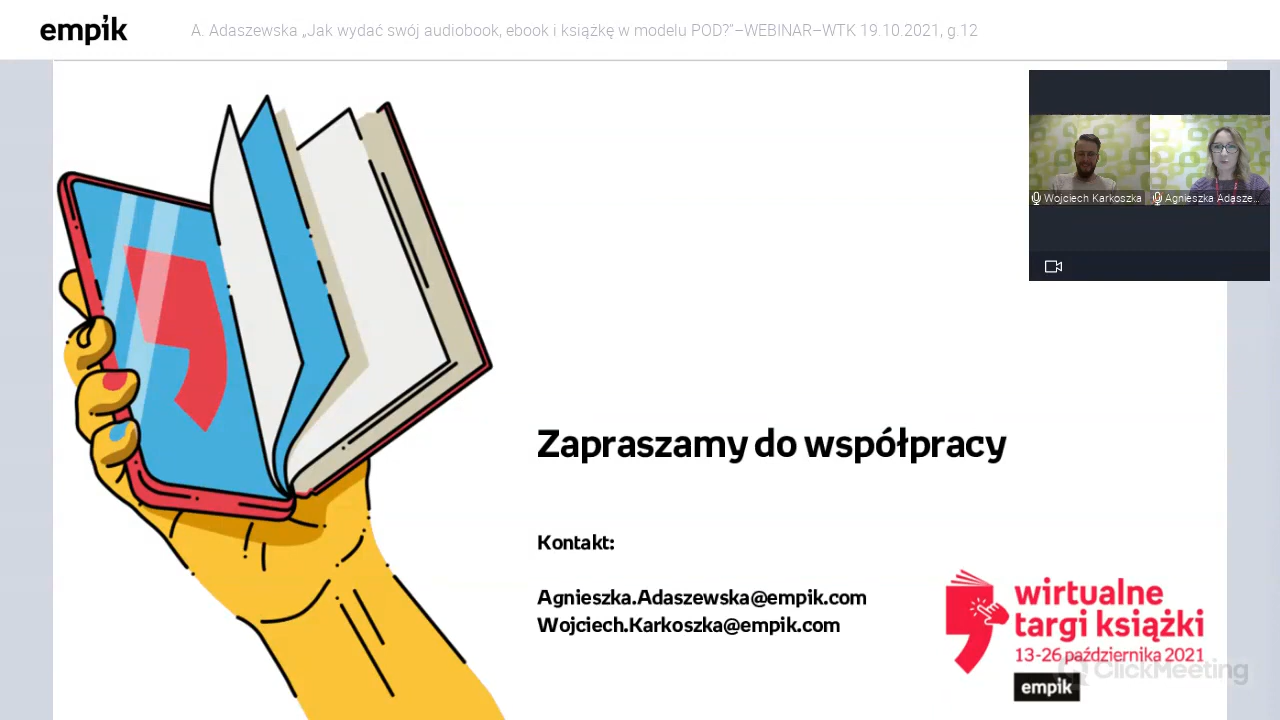 empik
A. Adaszewska „Jak wydać swój audiobook, ebook i książkę w modelu POD?”–WEBINAR–WTK 19.10.2021, g.12
Wojciech Karkoszka
Agnieszka Adasze...
Zapraszamy do współpracy
Kontakt:
Agnieszka.Adaszewska@empik.com
Wojciech.Karkoszka@empik.com
wirtualne
targi książki
13-26 października 2021
ClickMeeting
empik